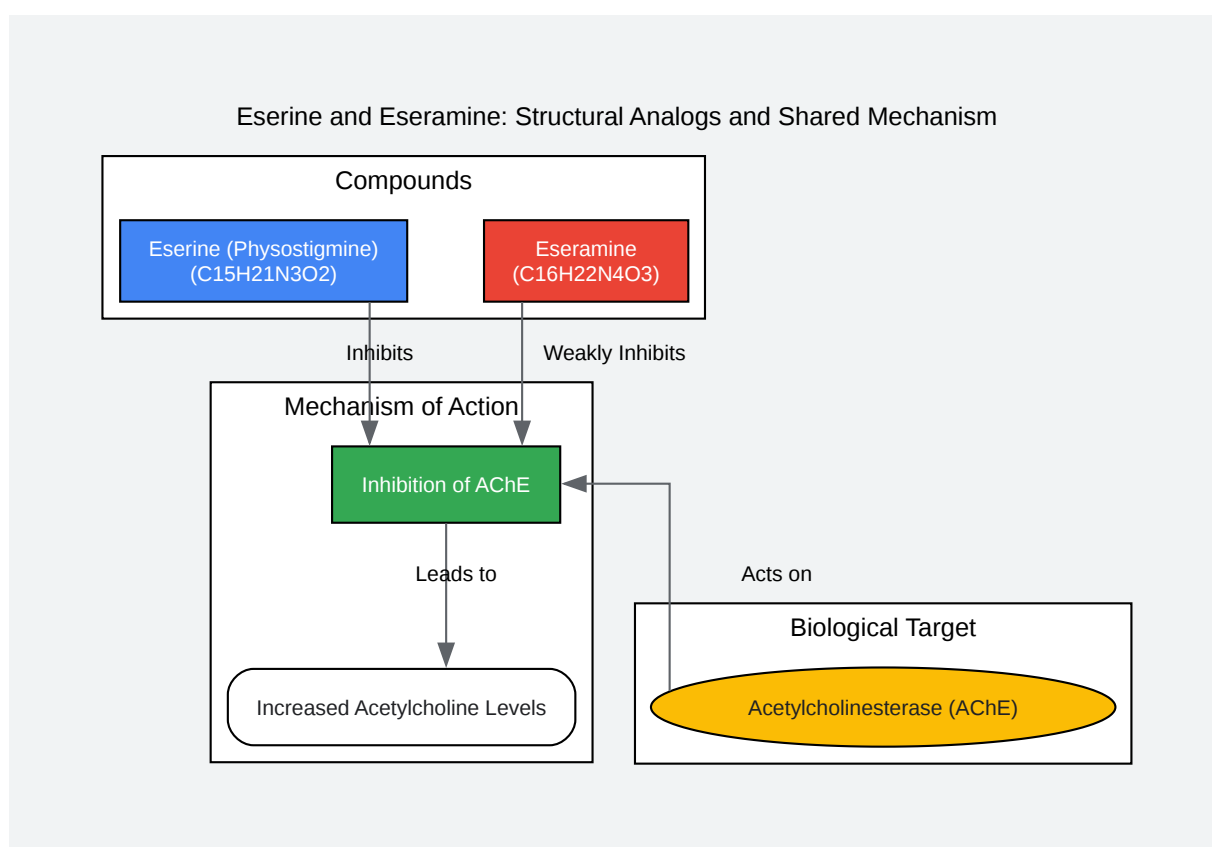 Eserine and Eseramine: Structural Analogs and Shared Mechanism
Compounds
Eserine (Physostigmine)
(C15H21N3O2)
Eseramine
(C16H22N4O3)
Inhibits
Weakly Inhibits
Mechanism of Action
Inhibition of AChE
Leads to
Acts on
Biological Target
Increased Acetylcholine Levels
Acetylcholinesterase (AChE)